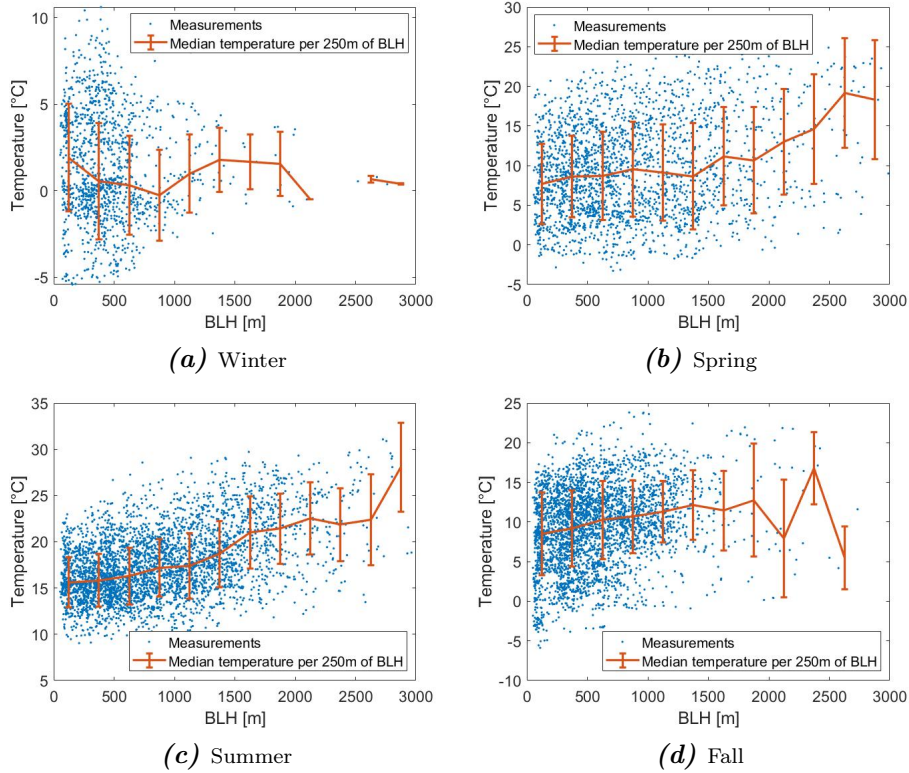 10
5
0
-5
Temperature [°C]
Measurements
Median temperature per 250m of BLH
0 500 1000 1500 2000 2500 3000
BLH [m]
(a) Winter
30
25
20
15
10
5
0
-5
Temperature [°C]
Measurements
Median temperature per 250m of BLH
0 500 1000 1500 2000 2500 3000
BLH [m]
(b) Spring
35
30
25
20
15
10
5
Temperature [°C]
Measurements
Median temperature per 250m of BLH
0 500 1000 1500 2000 2500 3000
BLH [m]
(c) Summer
25
20
15
10
5
0
-5
-10
Temperature [°C]
Measurements
Median temperature per 250m of BLH
0 500 1000 1500 2000 2500 3000
BLH [m]
(d) Fall